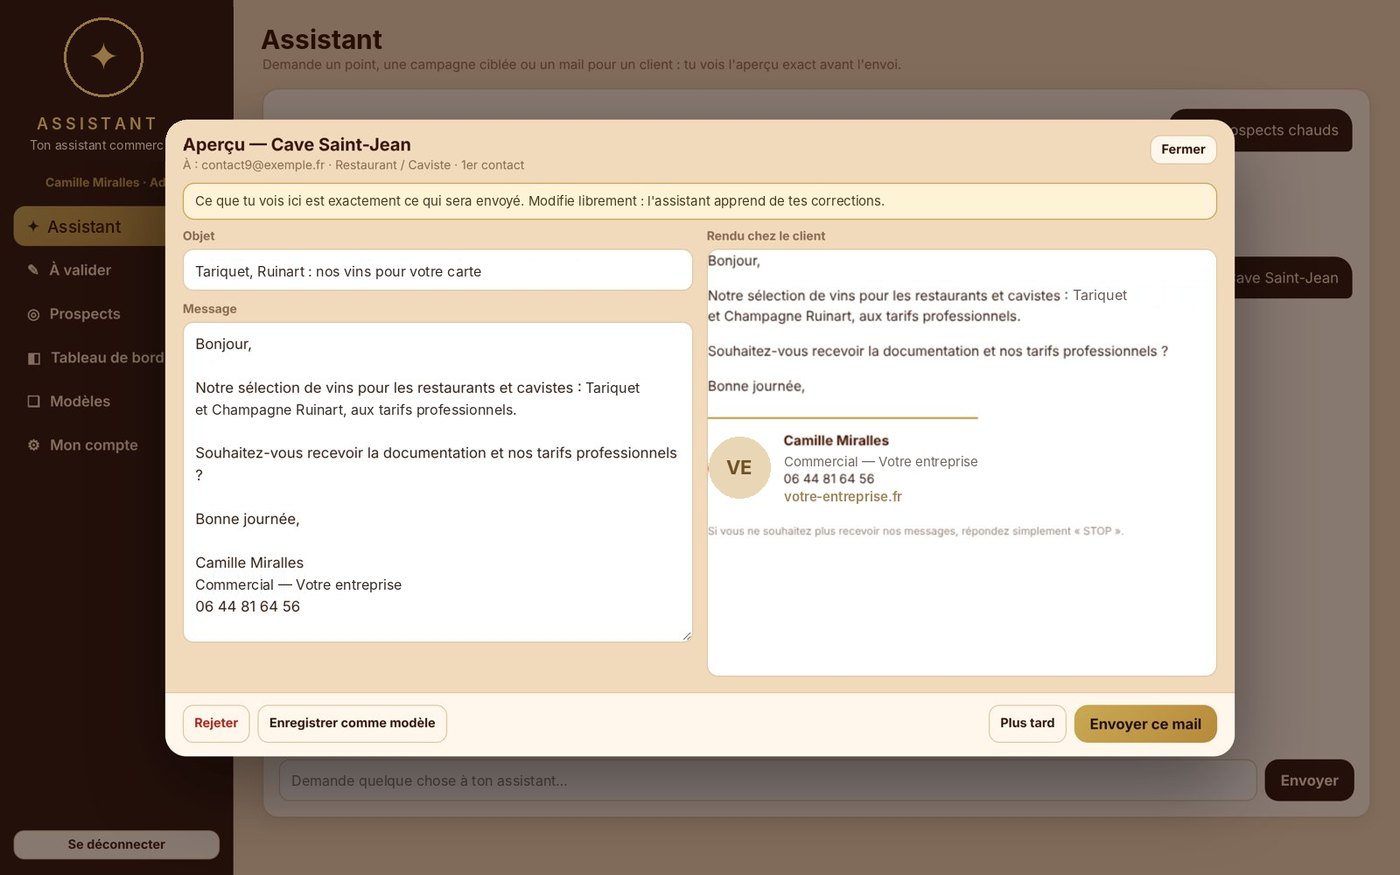 ✦
ASSISTANT
Ton assistant commerc
Camille Miralles · Ad
✦ Assistant
✎ À valider
◎ Prospects
◧ Tableau de bord
❏ Modèles
⚙ Mon compte
Se déconnecter
Assistant
Demande un point, une campagne ciblée ou un mail pour un client : tu vois l'aperçu exact avant l'envoi.
ospects chauds
ave Saint-Jean
Aperçu — Cave Saint-Jean
À : contact9@exemple.fr · Restaurant / Caviste · 1er contact
Fermer
Ce que tu vois ici est exactement ce qui sera envoyé. Modifie librement : l'assistant apprend de tes corrections.
Objet
Tariquet, Ruinart : nos vins pour votre carte
Message
Bonjour,
Notre sélection de vins pour les restaurants et cavistes : Tariquet
et Champagne Ruinart, aux tarifs professionnels.
Souhaitez-vous recevoir la documentation et nos tarifs professionnels
?
Bonne journée,
Camille Miralles
Commercial — Votre entreprise
06 44 81 64 56
Rendu chez le client
Bonjour,
Notre sélection de vins pour les restaurants et cavistes : Tariquet
et Champagne Ruinart, aux tarifs professionnels.
Souhaitez-vous recevoir la documentation et nos tarifs professionnels ?
Bonne journée,
VE
Camille Miralles
Commercial — Votre entreprise
06 44 81 64 56
votre-entreprise.fr
Si vous ne souhaitez plus recevoir nos messages, répondez simplement « STOP ».
Rejeter
Enregistrer comme modèle
Plus tard
Envoyer ce mail
Demande quelque chose à ton assistant...
Envoyer